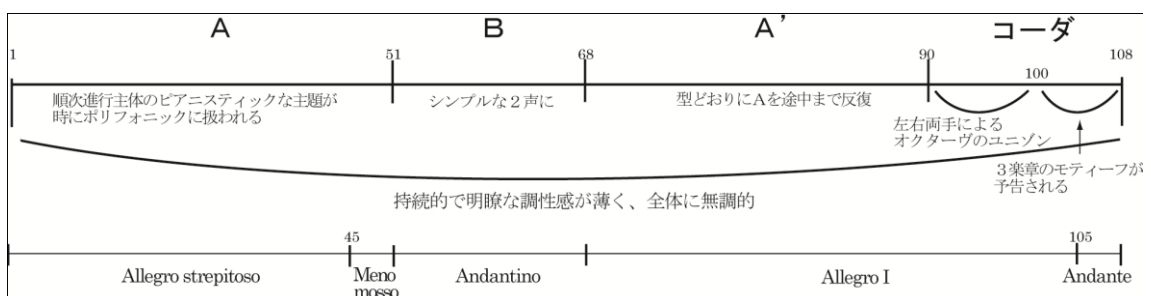 A B A’ コーダ
1 51 68 90 100 108
順次進行主体のピアニスティックな主題が
時にポリフォニックに扱われる
シンプルな2声に
型どおりにAを途中まで反復
左右両手による
オクターヴのユニゾン
3楽章のモティーフが
予告される
持続的で明瞭な調性感が薄く、全体に無調的
45 105
Allegro strepitoso
Meno
mosso
Andantino
Allegro I
Andante